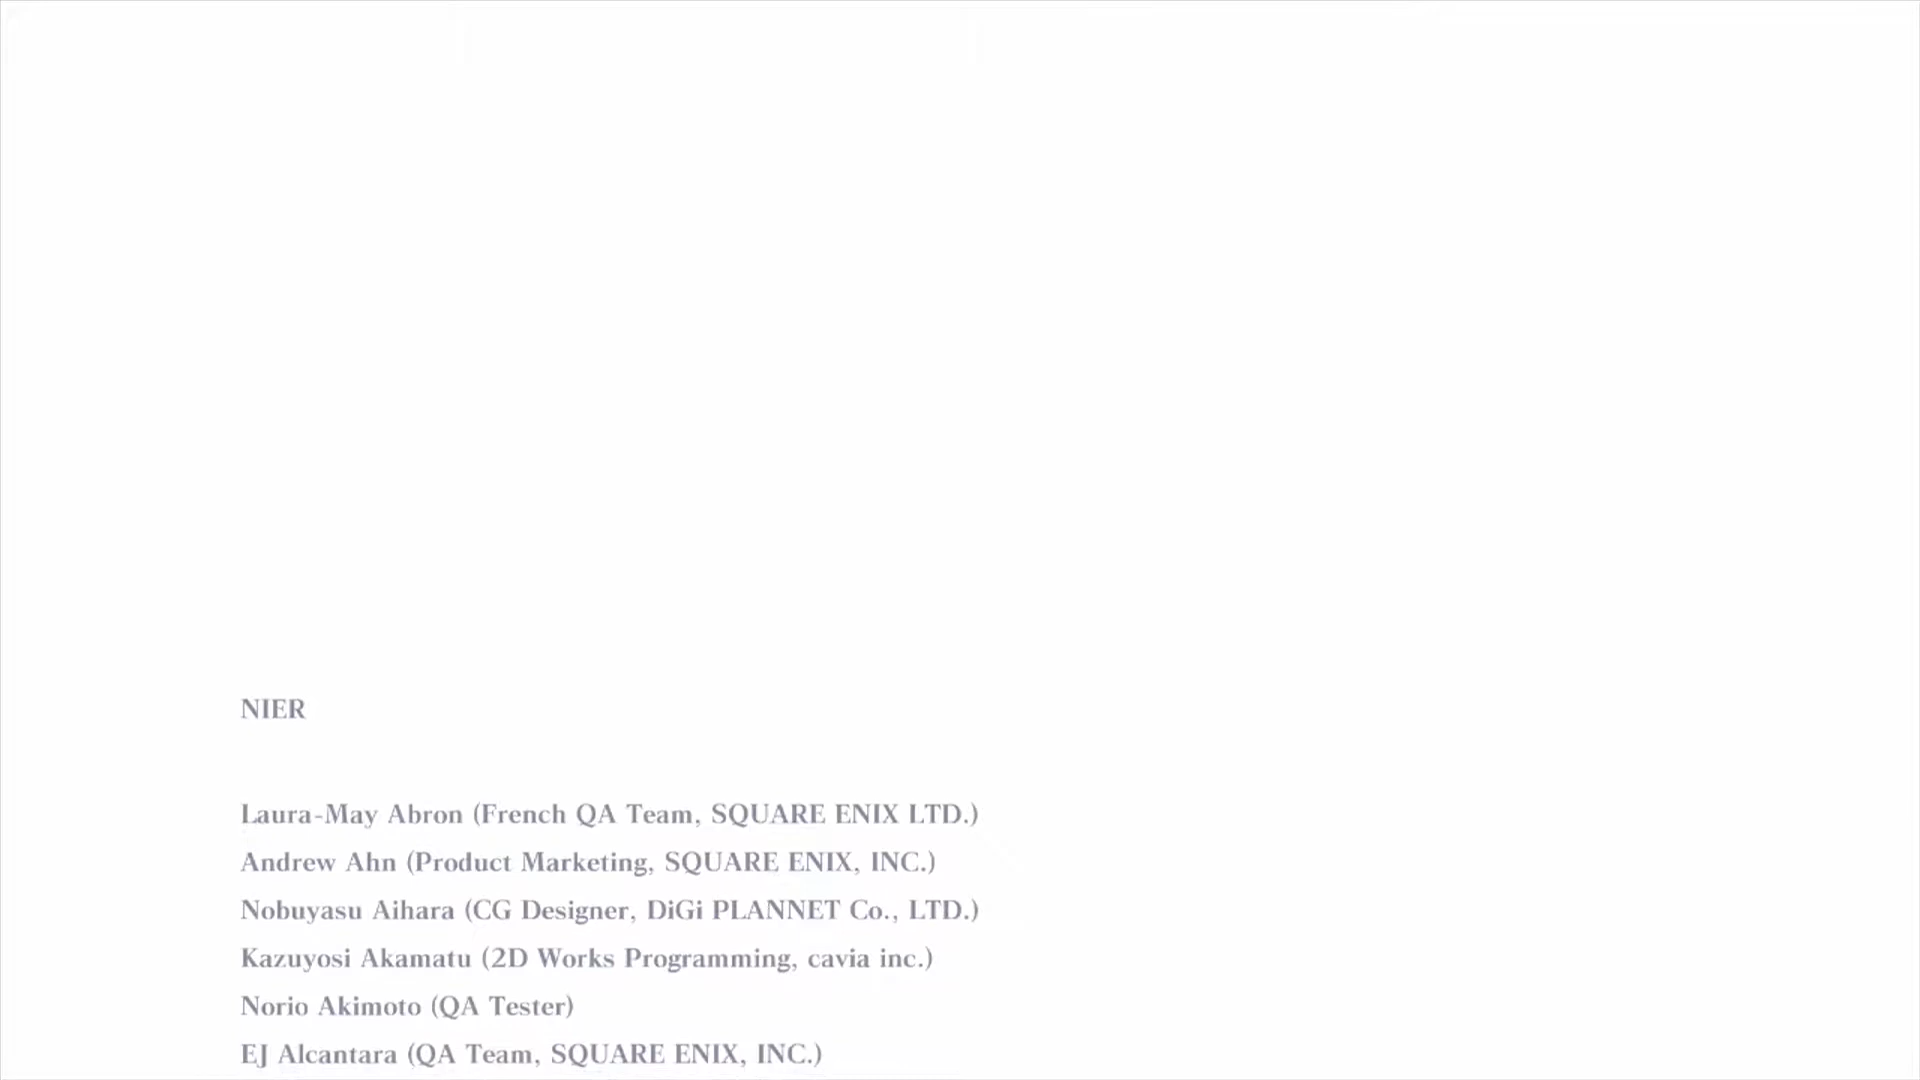 NIER
Laura-May Abron (French QA Team, SQUARE ENIX LTD.)
Andrew Ahn (Product Marketing, SQUARE ENIX, INC.)
Nobuyasu Aihara (CG Designer, DiGi PLANNET Co., LTD.)
Kazuyosi Akamatu (2D Works Programming, cavia inc.)
Norio Akimoto (QA Tester)
EJ Alcantara (QA Team, SQUARE ENIX, INC.)